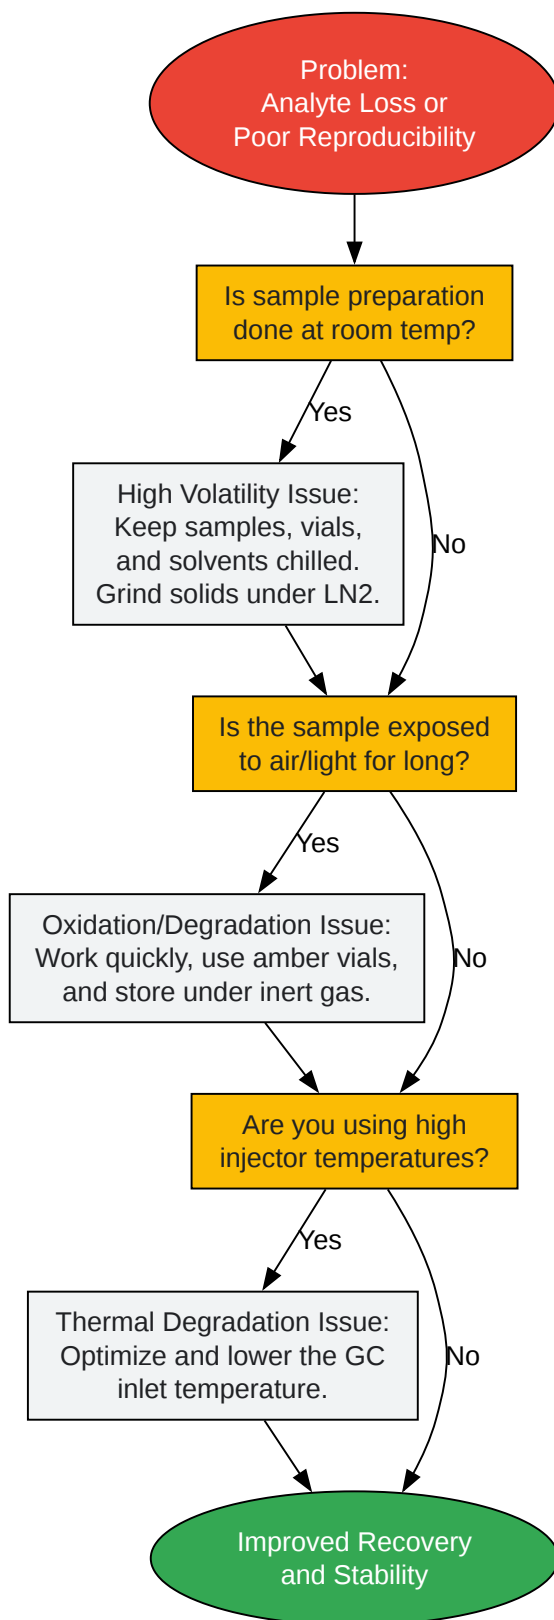 Problem:
Analyte Loss or
Poor Reproducibility
Is sample preparation
done at room temp?
Yes
High Volatility Issue:
Keep samples, vials,
and solvents chilled.
Grind solids under LN2.
No
Is the sample exposed
to air/light for long?
Yes
Oxidation/Degradation Issue:
Work quickly, use amber vials,
and store under inert gas.
No
Are you using high
injector temperatures?
Yes
Thermal Degradation Issue:
Optimize and lower the GC
inlet temperature.
No
Improved Recovery
and Stability